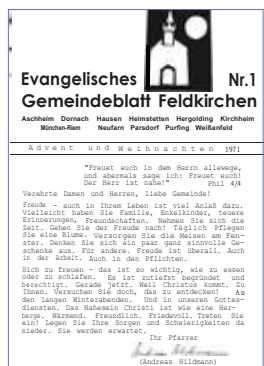 Evangelisches Nr.1
Gemeindeblatt Feldkirchen
Aschheim Dornach Hausen Heimstetten Hergolding Kirchheim
München-Riem Neufarn Parsdorf Purfing Weißenfeld
Advent und Weihnachten 1971
"Freuet euch in dem Herrn allewege,
und abermals sage ich: Freuet euch!
Der Herr ist nahe!" Phil 4/4
Verehrte Damen und Herren, liebe Gemeinde!
Freude - auch in Ihrem Leben ist viel Anlaß dazu.
Vielleicht haben Sie Familie, Enkelkinder, teuere
Erinnerungen, Freundschaften. Nehmen Sie sich die
Zeit. Gehen Sie der Freude nach! Täglich Pflegen
Sie eine Blume. Versorgen Sie die Meisen am Fen-
ster. Denken Sie sich ein paar ganz sinnvolle Ge-
schenke aus. Für andere. Freude ist überall. Auch
in der Arbeit. Auch in den Pflichten.
Sich zu freuen - das ist so wichtig, wie zu essen
oder zu schlafen. Es ist zutiefst begründet und
berechtigt. Gerade jetzt. Weil Christus kommt. Zu
Ihnen. Versuchen Sie doch, das zu entdecken! Am
den langen Winterabenden. Und in unseren Gottes-
diensten. Das Nahesein Christi ist wie eine Her-
berge. Wärmend. Freundlich. Friedevoll. Treten Sie
ein! Legen Sie Ihre Sorgen und Schwierigkeiten da
nieder. Sie werden erwartet.
Ihr Pfarrer
Andreas Hildmann
(Andreas Hildmann)